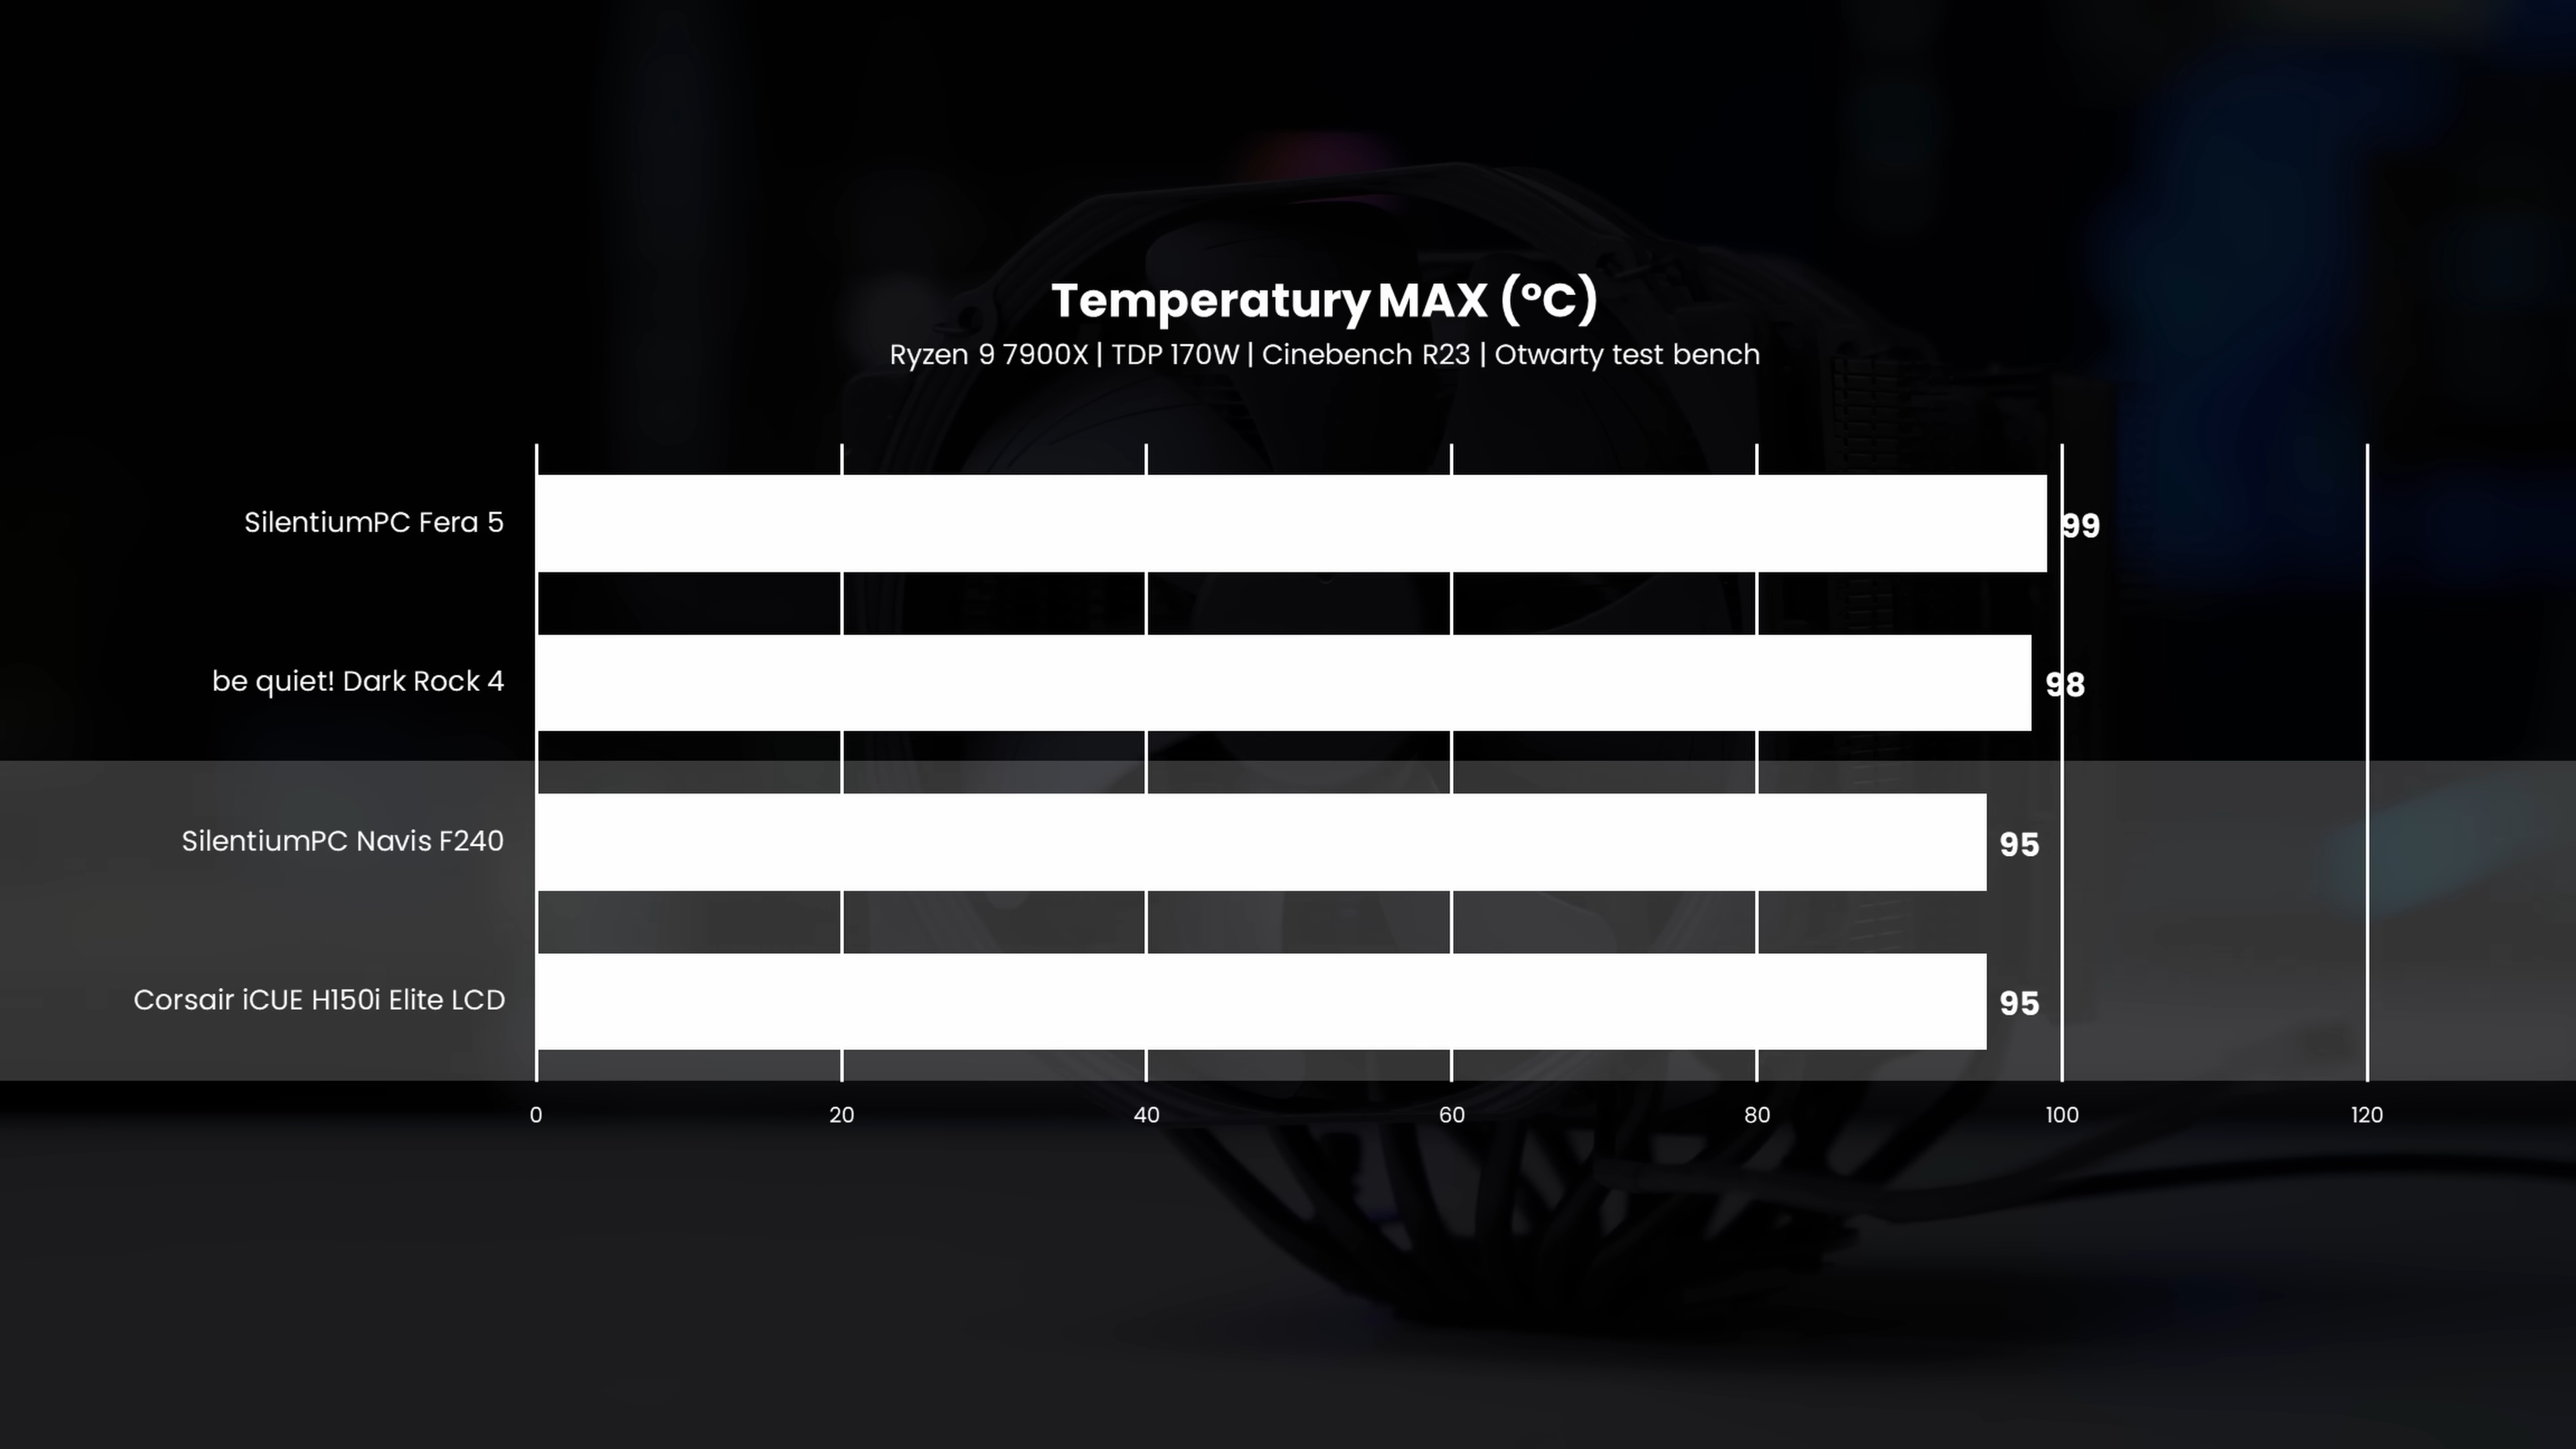 Temperatury MAX (°C)
Ryzen 9 7900X | TDP 170W | Cinebench R23 | Otwarty test bench
SilentiumPC Fera 5
99
be quiet! Dark Rock 4
98
SilentiumPC Navis F240
95
Corsair iCUE H150i Elite LCD
95
0 20 40 60 80 100 120